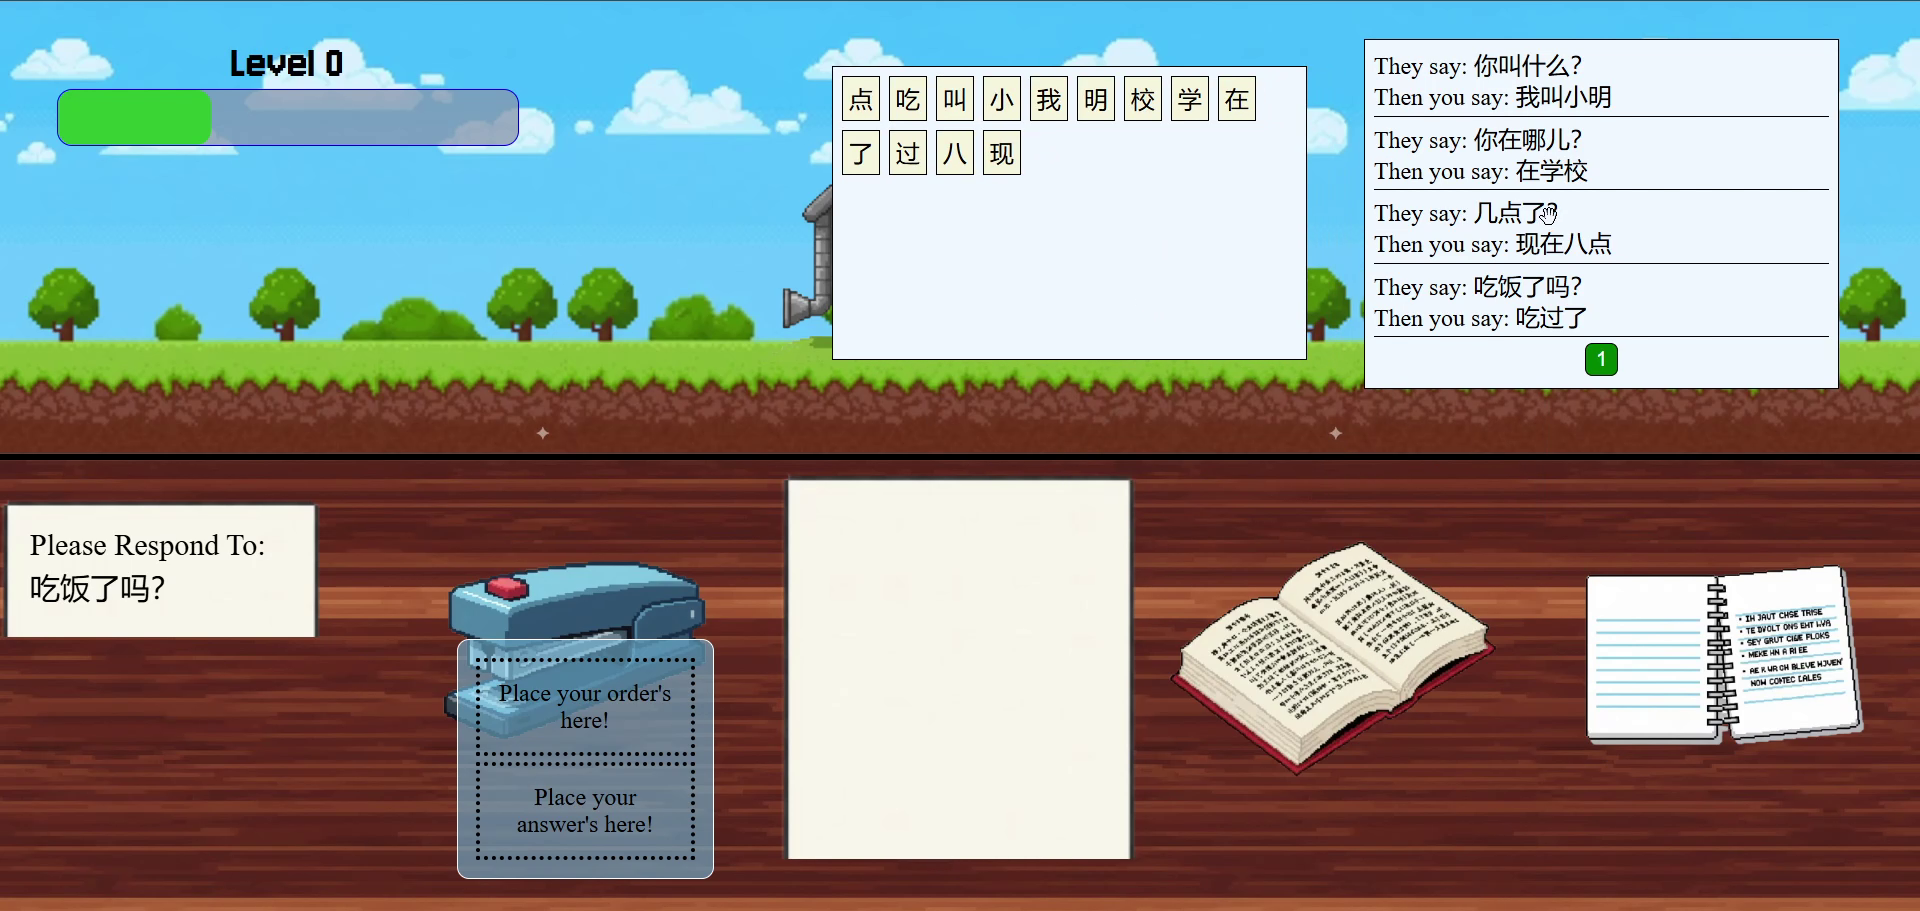 Level 0
点 吃 叫 小 我 明 校 学 在
了 过 八 现
They say: 你叫什么?
Then you say: 我叫小明
They say: 你在哪儿?
Then you say: 在学校
They say: 几点了?
Then you say: 现在八点
They say: 吃饭了吗?
Then you say: 吃过了
1
Please Respond To:
吃饭了吗?
Place your order's
here!
Place your
answer's here!